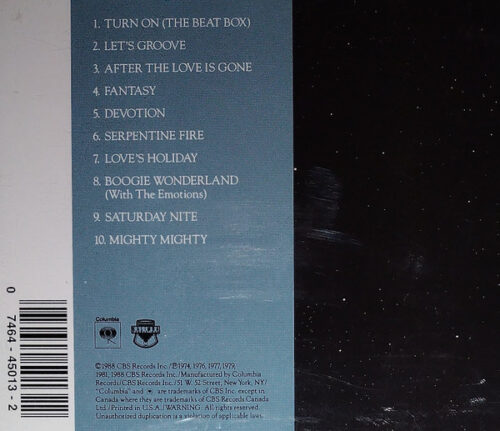 1. TURN ON (THE BEAT BOX)
2. LET'S GROOVE
3. AFTER THE LOVE IS GONE
4. FANTASY
5. DEVOTION
6. SERPENTINE FIRE
7. LOVE'S HOLIDAY
8. BOOGIE WONDERLAND
(With The Emotions)
9. SATURDAY NITE
10. MIGHTY MIGHTY
Columbia
©1988 CBS Records Inc./℗1974, 1976, 1977, 1979,
1981, 1988 CBS Records Inc./Manufactured by Columbia
Records/CBS Records Inc./51 W. 52 Street, New York, NY/
"Columbia" and are trademarks of CBS Inc. except in
Canada where they are trademarks of CBS Records Canada
Ltd./Printed in U.S.A./WARNING: All rights reserved.
Unauthorized duplication is a violation of applicable laws.
0 7464-45013-2